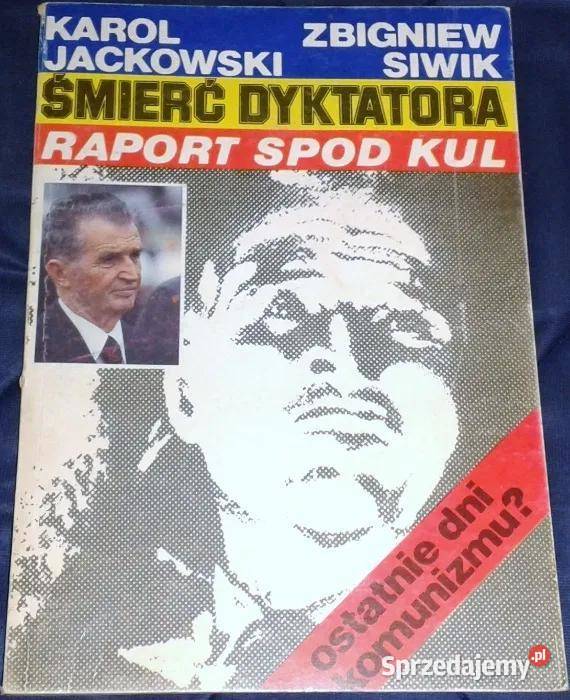 KAROL ZBIGNIEW
JACKOWSKI SIWIK
ŚMIERĆ DYKTATORA
RAPORT SPOD KUL
ostatnie dni
komunizmu?
Sprzedajemy.pl